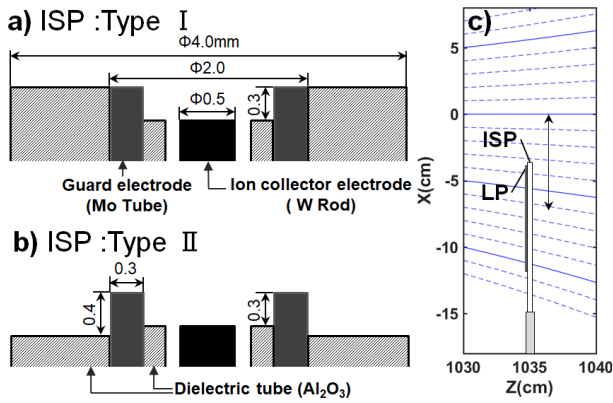 a) ISP :Type Ⅰ
Φ4.0mm
Φ2.0
Φ0.5
0.3
Guard electrode
(Mo Tube)
Ion collector electrode
( W Rod)
b) ISP :Type Ⅱ
0.3
0.4
0.3
Dielectric tube (Al₂O₃)
c)
5
0
-5
-10
-15
X(cm)
ISP
LP
1030
1035
1040
Z(cm)